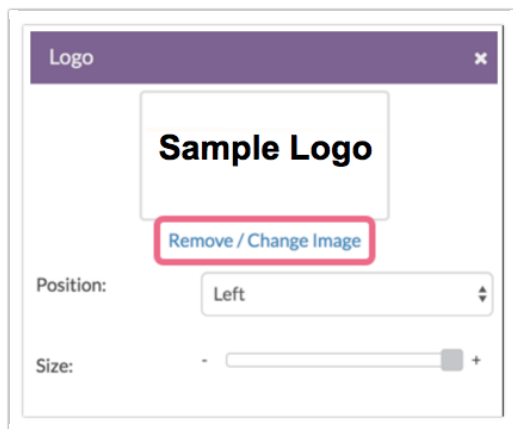 Logo ×
Sample Logo
Remove / Change Image
Position: Left
Size: - +